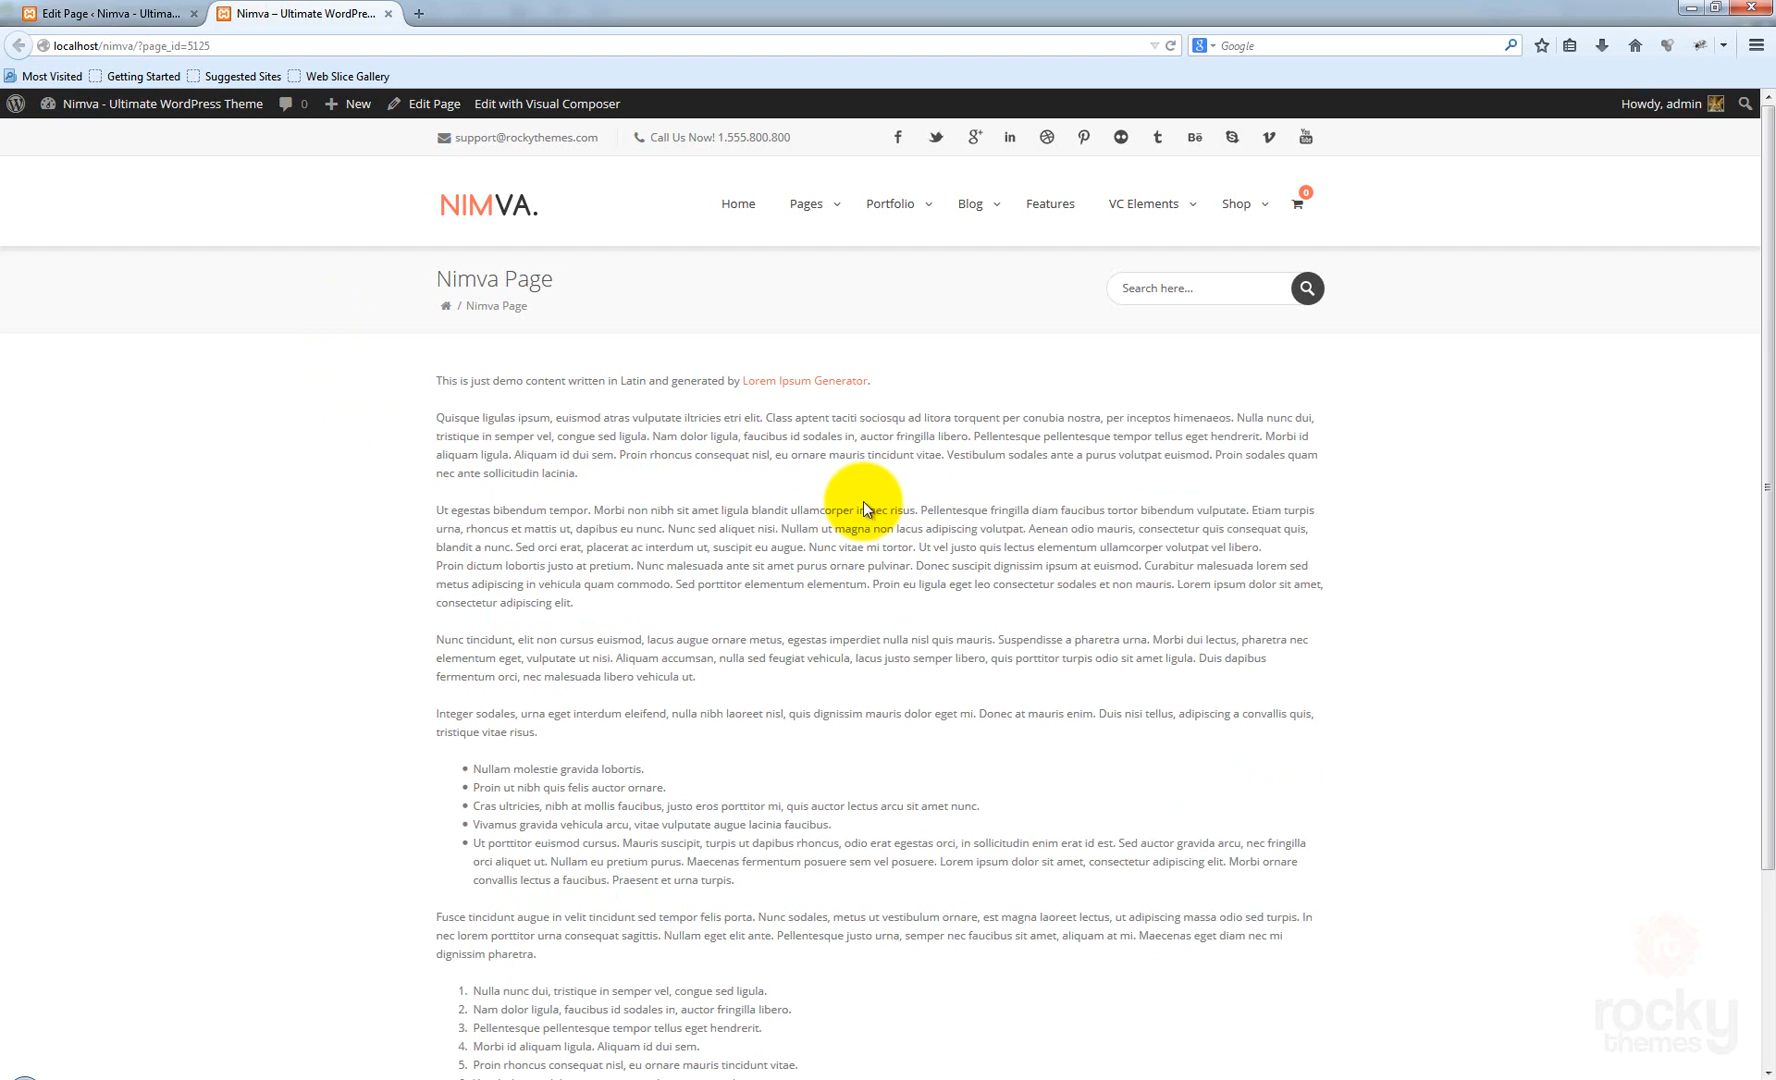 Edit Page ‹ Nimva - Ultima...
Nimva – Ultimate WordPre...
localhost/nimva/?page_id=5125
Google
Most Visited
Getting Started
Suggested Sites
Web Slice Gallery
Nimva - Ultimate WordPress Theme
0
New
Edit Page
Edit with Visual Composer
Howdy, admin
support@rockythemes.com
Call Us Now! 1.555.800.800
NIMVA.
Home
Pages
Portfolio
Blog
Features
VC Elements
Shop
0
Nimva Page
/ Nimva Page
Search here...
This is just demo content written in Latin and generated by Lorem Ipsum Generator.
Quisque ligulas ipsum, euismod atras vulputate iltricies etri elit. Class aptent taciti sociosqu ad litora torquent per conubia nostra, per inceptos himenaeos. Nulla nunc dui,
tristique in semper vel, congue sed ligula. Nam dolor ligula, faucibus id sodales in, auctor fringilla libero. Pellentesque pellentesque tempor tellus eget hendrerit. Morbi id
aliquam ligula. Aliquam id dui sem. Proin rhoncus consequat nisl, eu ornare mauris tincidunt vitae. Vestibulum sodales ante a purus volutpat euismod. Proin sodales quam
nec ante sollicitudin lacinia.
Ut egestas bibendum tempor. Morbi non nibh sit amet ligula blandit ullamcorper in nec risus. Pellentesque fringilla diam faucibus tortor bibendum vulputate. Etiam turpis
urna, rhoncus et mattis ut, dapibus eu nunc. Nunc sed aliquet nisi. Nullam ut magna non lacus adipiscing volutpat. Aenean odio mauris, consectetur quis consequat quis,
blandit a nunc. Sed orci erat, placerat ac interdum ut, suscipit eu augue. Nunc vitae mi tortor. Ut vel justo quis lectus elementum ullamcorper volutpat vel libero.
Proin dictum lobortis justo at pretium. Nunc malesuada ante sit amet purus ornare pulvinar. Donec suscipit dignissim ipsum at euismod. Curabitur malesuada lorem sed
metus adipiscing in vehicula quam commodo. Sed porttitor elementum elementum. Proin eu ligula eget leo consectetur sodales et non mauris. Lorem ipsum dolor sit amet,
consectetur adipiscing elit.
Nunc tincidunt, elit non cursus euismod, lacus augue ornare metus, egestas imperdiet nulla nisl quis mauris. Suspendisse a pharetra urna. Morbi dui lectus, pharetra nec
elementum eget, vulputate ut nisi. Aliquam accumsan, nulla sed feugiat vehicula, lacus justo semper libero, quis porttitor turpis odio sit amet ligula. Duis dapibus
fermentum orci, nec malesuada libero vehicula ut.
Integer sodales, urna eget interdum eleifend, nulla nibh laoreet nisl, quis dignissim mauris dolor eget mi. Donec at mauris enim. Duis nisi tellus, adipiscing a convallis quis,
tristique vitae risus.
Nullam molestie gravida lobortis.
Proin ut nibh quis felis auctor ornare.
Cras ultricies, nibh at mollis faucibus, justo eros porttitor mi, quis auctor lectus arcu sit amet nunc.
Vivamus gravida vehicula arcu, vitae vulputate augue lacinia faucibus.
Ut porttitor euismod cursus. Mauris suscipit, turpis ut dapibus rhoncus, odio erat egestas orci, in sollicitudin enim erat id est. Sed auctor gravida arcu, nec fringilla
orci aliquet ut. Nullam eu pretium purus. Maecenas fermentum posuere sem vel posuere. Lorem ipsum dolor sit amet, consectetur adipiscing elit. Morbi ornare
convallis lectus a faucibus. Praesent et urna turpis.
Fusce tincidunt augue in velit tincidunt sed tempor felis porta. Nunc sodales, metus ut vestibulum ornare, est magna laoreet lectus, ut adipiscing massa odio sed turpis. In
nec lorem porttitor urna consequat sagittis. Nullam eget elit ante. Pellentesque justo urna, semper nec faucibus sit amet, aliquam at mi. Maecenas eget diam nec mi
dignissim pharetra.
1. Nulla nunc dui, tristique in semper vel, congue sed ligula.
2. Nam dolor ligula, faucibus id sodales in, auctor fringilla libero.
3. Pellentesque pellentesque tempor tellus eget hendrerit.
4. Morbi id aliquam ligula. Aliquam id dui sem.
5. Proin rhoncus consequat nisl, eu ornare mauris tincidunt vitae.
rocky
themes